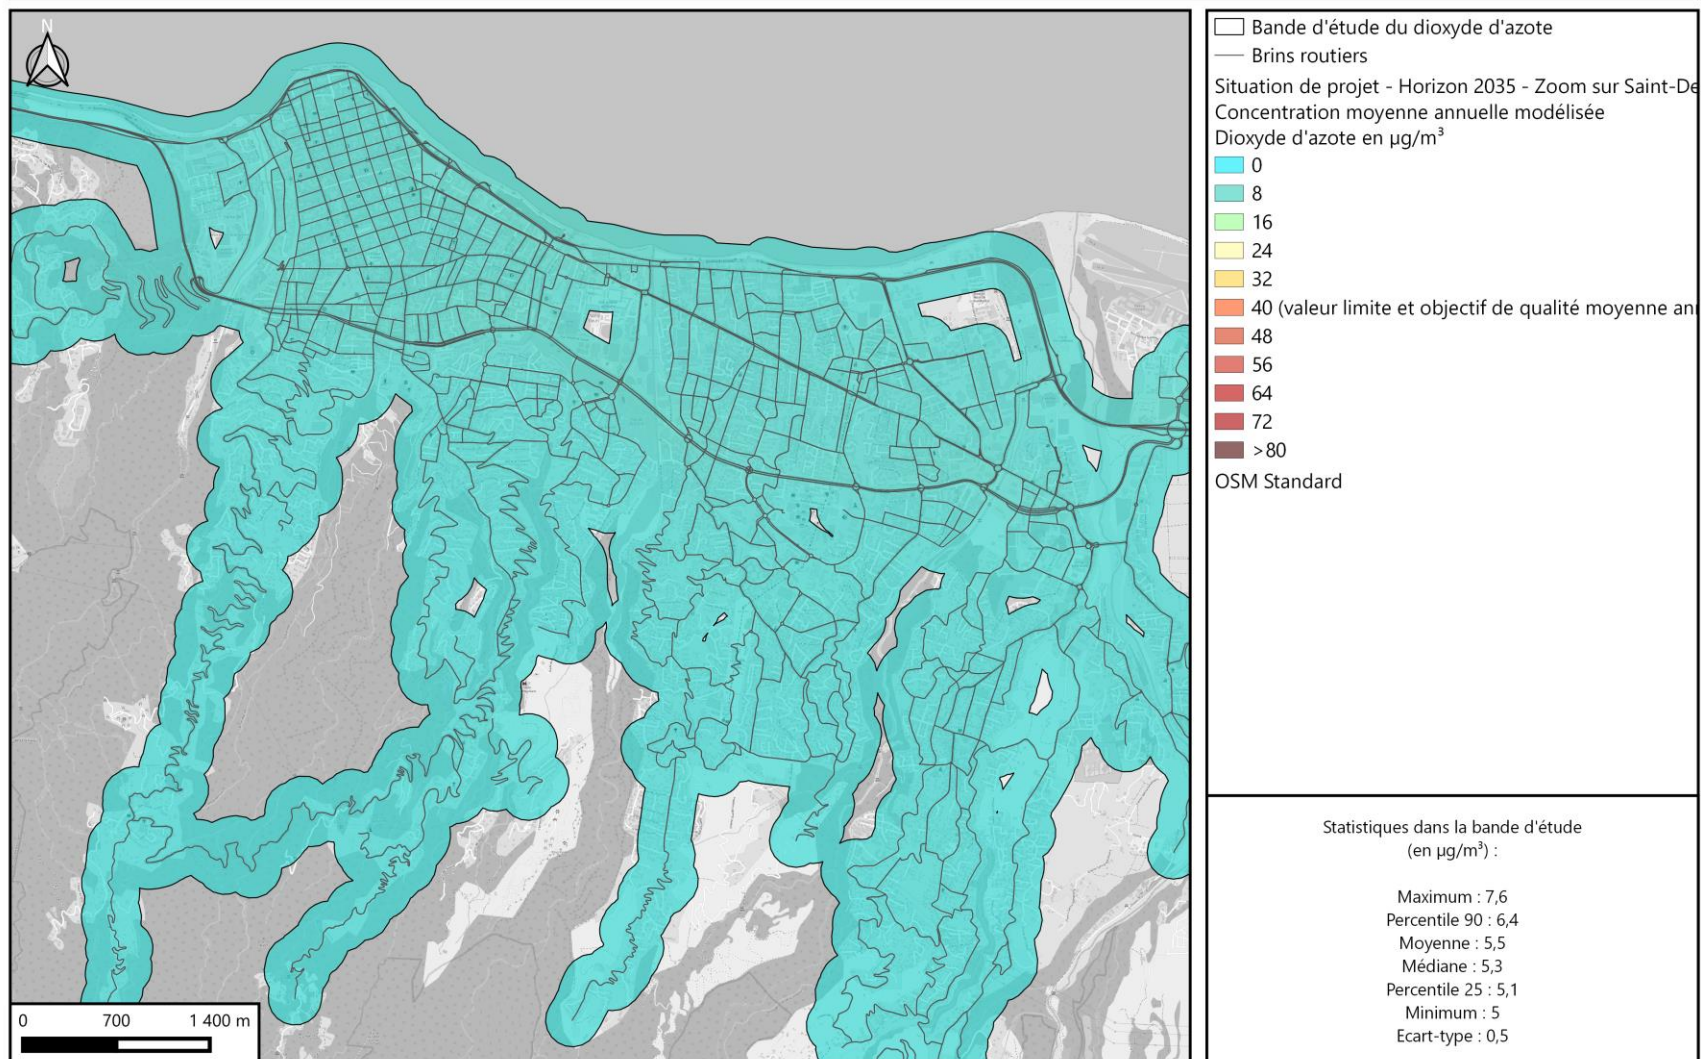 N
Bande d'étude du dioxyde d'azote
Brins routiers
Situation de projet - Horizon 2035 - Zoom sur Saint-De
Concentration moyenne annuelle modélisée
Dioxyde d'azote en µg/m³
0
8
16
24
32
40 (valeur limite et objectif de qualité moyenne an
48
56
64
72
>80
OSM Standard
Statistiques dans la bande d'étude
(en µg/m³) :
Maximum : 7,6
Percentile 90 : 6,4
Moyenne : 5,5
Médiane : 5,3
Percentile 25 : 5,1
Minimum : 5
Ecart-type : 0,5
0 700 1 400 m